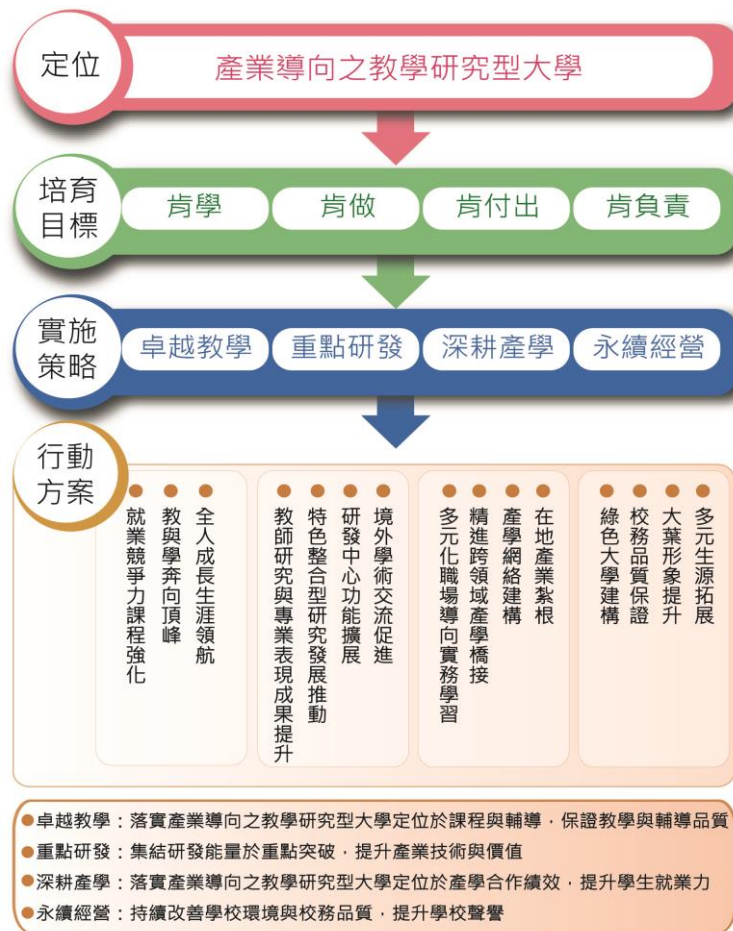 定位
產業導向之教學研究型大學
培育
目標
肯學
肯做
肯付出
肯負責
實施
策略
卓越教學
重點研發
深耕產學
永續經營
行動
方案
就業競爭力課程強化
教與學奔向頂峰
全人成長生涯領航
教師研究與專業表現成果提升
特色整合型研究發展推動
研發中心功能擴展
境外學術交流促進
多元化職場導向實務學習
精進跨領域產學橋接
產學網絡建構
在地產業紮根
綠色大學建構
校務品質保證
大葉形象提升
多元生源拓展
●卓越教學：落實產業導向之教學研究型大學定位於課程與輔導，保證教學與輔導品質
●重點研發：集結研發能量於重點突破，提升產業技術與價值
●深耕產學：落實產業導向之教學研究型大學定位於產學合作績效，提升學生就業力
●永續經營：持續改善學校環境與校務品質，提升學校聲譽